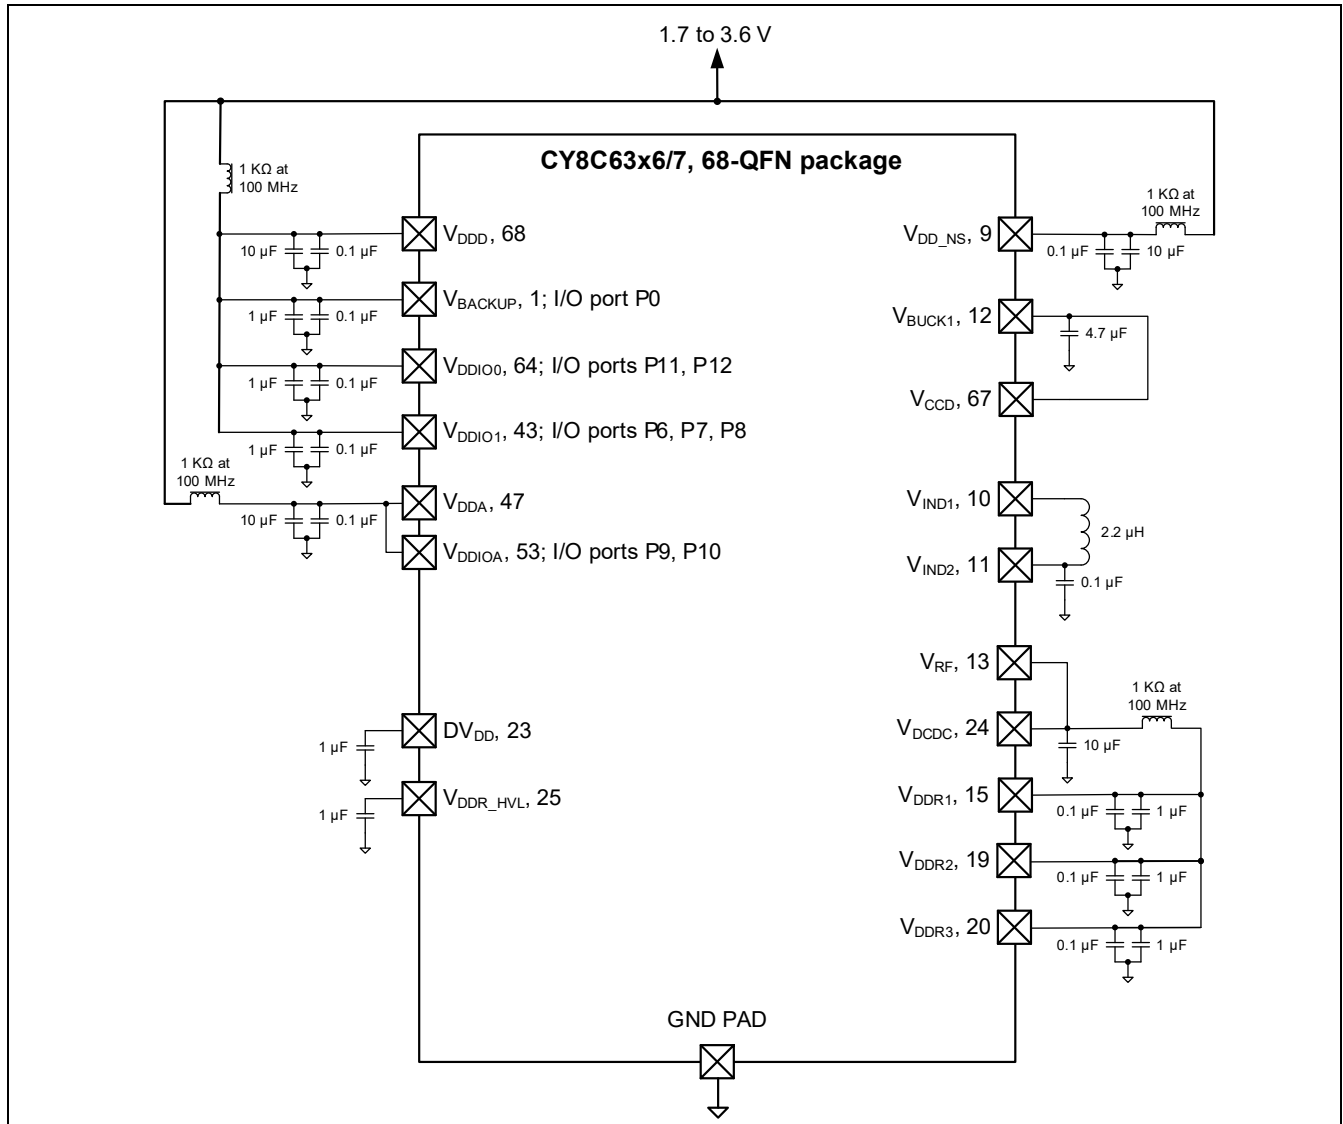 1.7 to 3.6 V
CY8C63x6/7, 68-QFN package
1 KΩ at
100 MHz
10 µF
0.1 µF
VDDD, 68
1 µF
0.1 µF
VBACKUP, 1; I/O port P0
1 µF
0.1 µF
VDDIO0, 64; I/O ports P11, P12
1 µF
0.1 µF
VDDIO1, 43; I/O ports P6, P7, P8
1 KΩ at
100 MHz
10 µF
0.1 µF
VDDA, 47
VDDIOA, 53; I/O ports P9, P10
1 µF
DVDD, 23
1 µF
VDDR_HVL, 25
1 KΩ at
100 MHz
VDD_NS, 9
0.1 µF
10 µF
VBUCK1, 12
4.7 µF
VCCD, 67
VIND1, 10
2.2 µH
VIND2, 11
0.1 µF
VRF, 13
1 KΩ at
100 MHz
VDCDC, 24
10 µF
VDDR1, 15
0.1 µF
1 µF
VDDR2, 19
0.1 µF
1 µF
VDDR3, 20
0.1 µF
1 µF
GND PAD